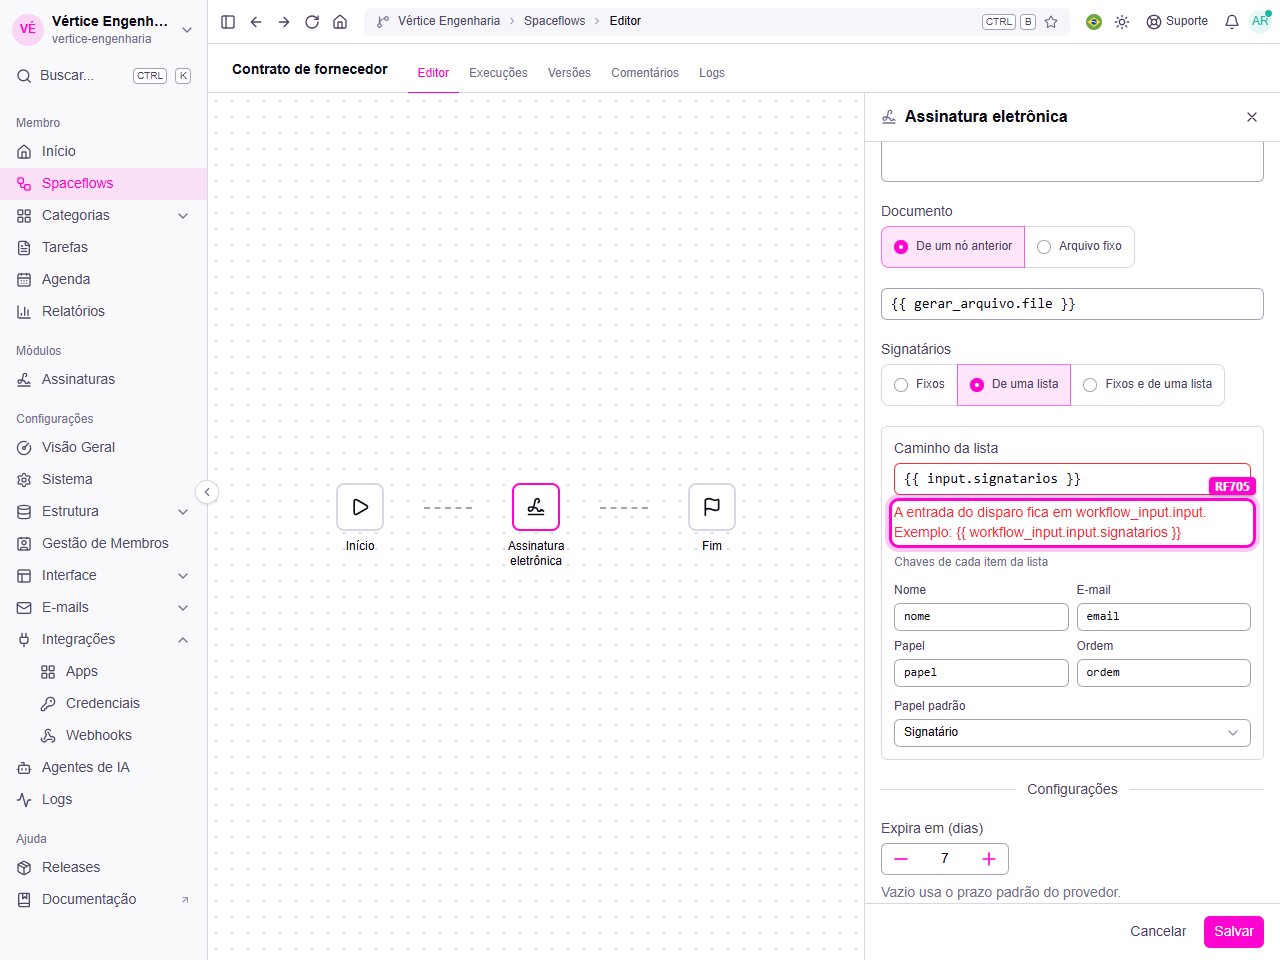 VÉ
Vértice Engenh...
vertice-engenharia
Buscar...
CTRL
K
Membro
Início
Spaceflows
Categorias
Tarefas
Agenda
Relatórios
Módulos
Assinaturas
Configurações
Visão Geral
Sistema
Estrutura
Gestão de Membros
Interface
E-mails
Integrações
Apps
Credenciais
Webhooks
Agentes de IA
Logs
Ajuda
Releases
Documentação
Vértice Engenharia
Spaceflows
Editor
CTRL
B
Suporte
AR
Contrato de fornecedor
Editor
Execuções
Versões
Comentários
Logs
Início
Assinatura
eletrônica
Fim
Assinatura eletrônica
Documento
De um nó anterior
Arquivo fixo
{{ gerar_arquivo.file }}
Signatários
Fixos
De uma lista
Fixos e de uma lista
Caminho da lista
{{ input.signatarios }}
RF705
A entrada do disparo fica em workflow_input.input.
Exemplo: {{ workflow_input.input.signatarios }}
Chaves de cada item da lista
Nome
E-mail
nome
email
Papel
Ordem
papel
ordem
Papel padrão
Signatário
Configurações
Expira em (dias)
7
Vazio usa o prazo padrão do provedor.
Cancelar
Salvar